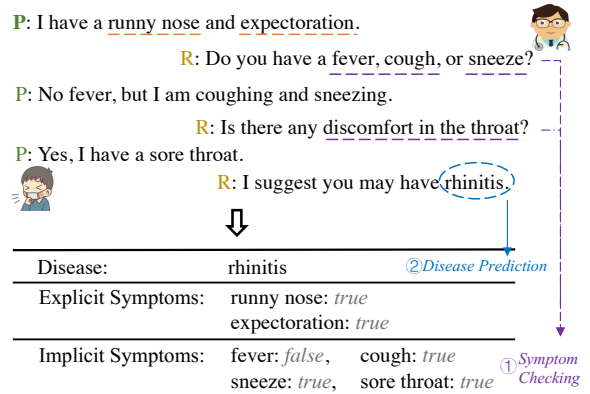 P: I have a runny nose and expectoration.
R: Do you have a fever, cough, or sneeze?
P: No fever, but I am coughing and sneezing.
R: Is there any discomfort in the throat?
P: Yes, I have a sore throat.
R: I suggest you may have rhinitis.
Disease: rhinitis ②Disease Prediction
Explicit Symptoms: runny nose: true
expectoration: true
Implicit Symptoms: fever: false, cough: true
sneeze: true, sore throat: true
①Symptom
Checking